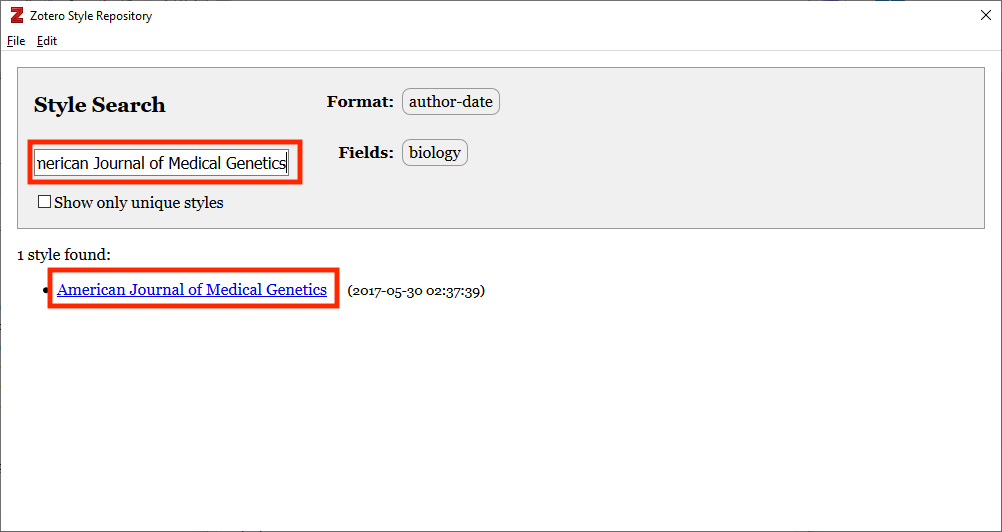 Zotero Style Repository
File Edit
Style Search
Format: author-date
Fields: biology
merican Journal of Medical Genetics
Show only unique styles
1 style found:
American Journal of Medical Genetics (2017-05-30 02:37:39)